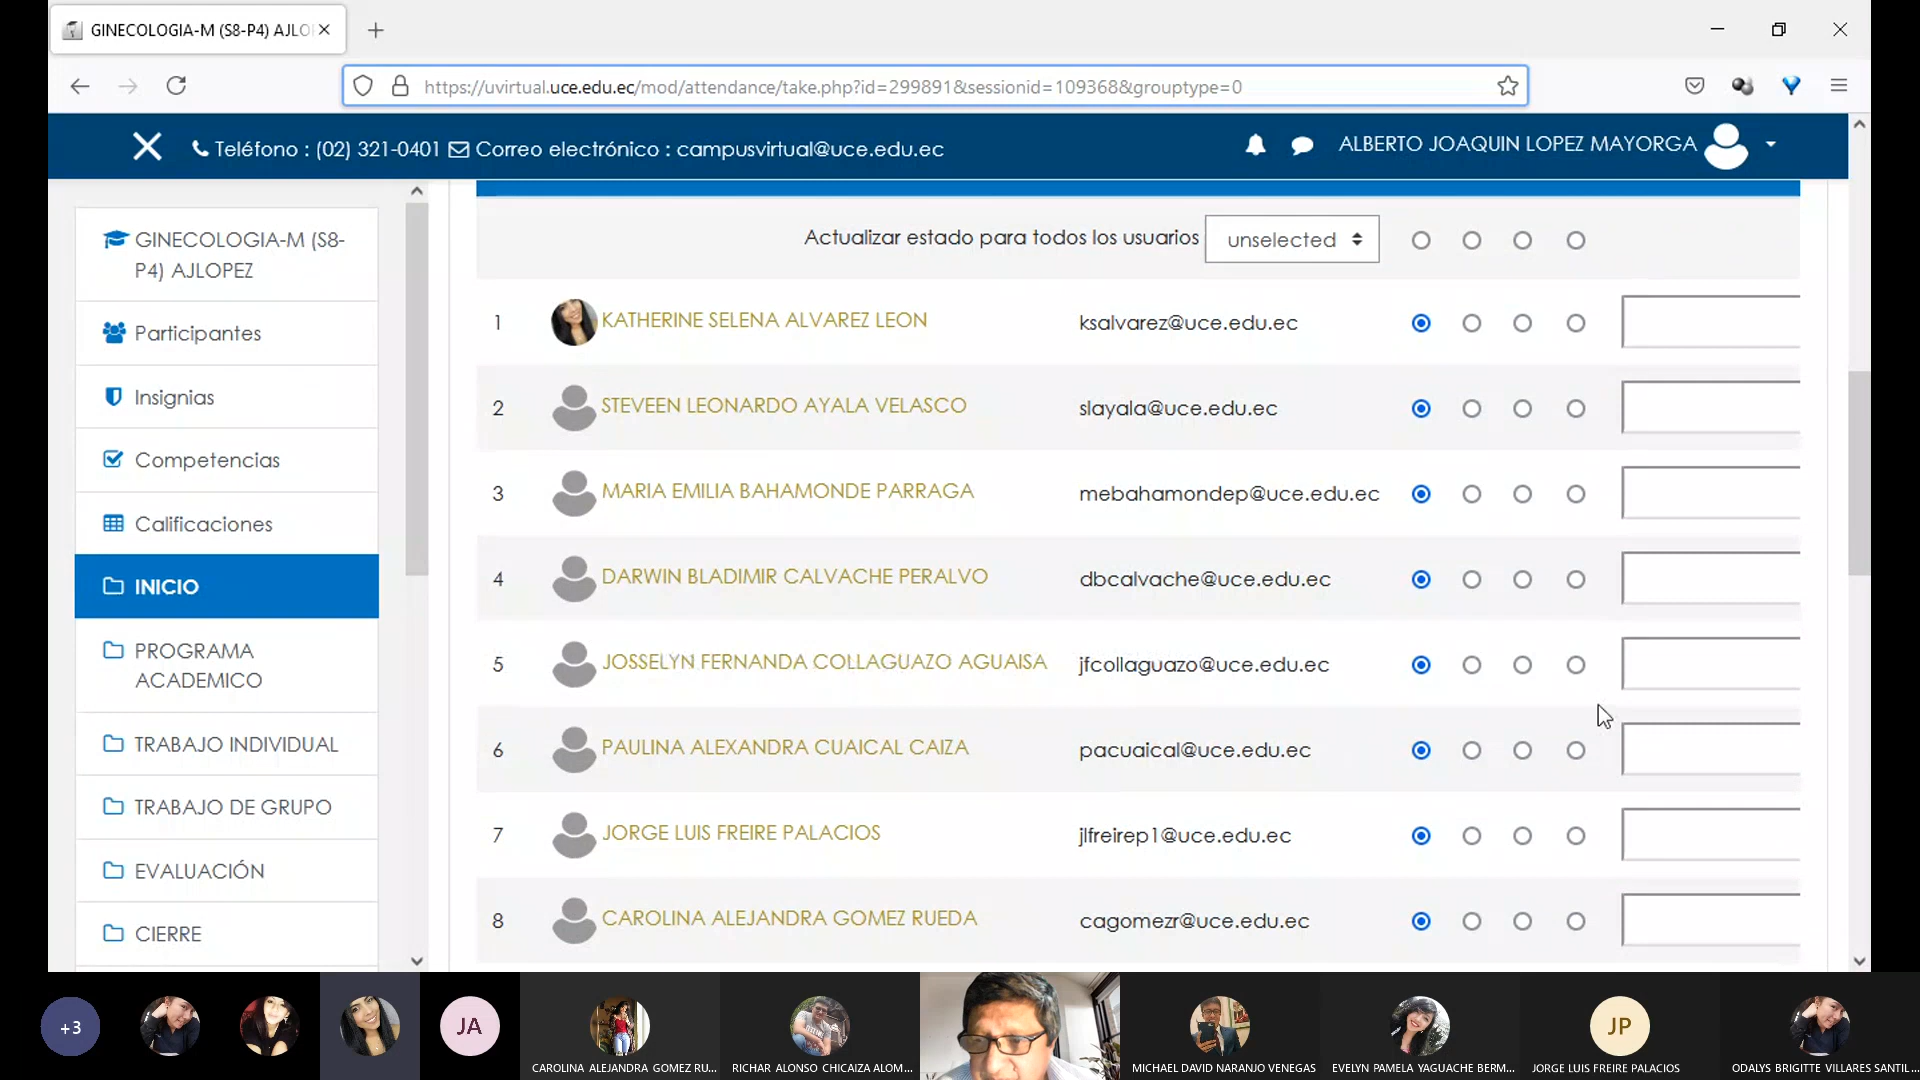 GINECOLOGIA-M (S8-P4) AJLO
https://uvirtual.uce.edu.ec/mod/attendance/take.php?id=299891&sessionid=109368&grouptype=0
Teléfono : (02) 321-0401 Correo electrónico : campusvirtual@uce.edu.ec
ALBERTO JOAQUIN LOPEZ MAYORGA
GINECOLOGIA-M (S8-
P4) AJLOPEZ
Participantes
Insignias
Competencias
Calificaciones
INICIO
PROGRAMA
ACADEMICO
TRABAJO INDIVIDUAL
TRABAJO DE GRUPO
EVALUACIÓN
CIERRE
Actualizar estado para todos los usuarios unselected
1 KATHERINE SELENA ALVAREZ LEON ksalvarez@uce.edu.ec
2 STEVEEN LEONARDO AYALA VELASCO slayala@uce.edu.ec
3 MARIA EMILIA BAHAMONDE PARRAGA mebahamondep@uce.edu.ec
4 DARWIN BLADIMIR CALVACHE PERALVO dbcalvache@uce.edu.ec
5 JOSSELYN FERNANDA COLLAGUAZO AGUAISA jfcollaguazo@uce.edu.ec
6 PAULINA ALEXANDRA CUAICAL CAIZA pacuaical@uce.edu.ec
7 JORGE LUIS FREIRE PALACIOS jlfreirep1@uce.edu.ec
8 CAROLINA ALEJANDRA GOMEZ RUEDA cagomezr@uce.edu.ec
+3
JA
JP
CAROLINA ALEJANDRA GOMEZ RU...
RICHAR ALONSO CHICAIZA ALOM...
MICHAEL DAVID NARANJO VENEGAS
EVELYN PAMELA YAGUACHE BERM...
JORGE LUIS FREIRE PALACIOS
ODALYS BRIGITTE VILLARES SANTIL...